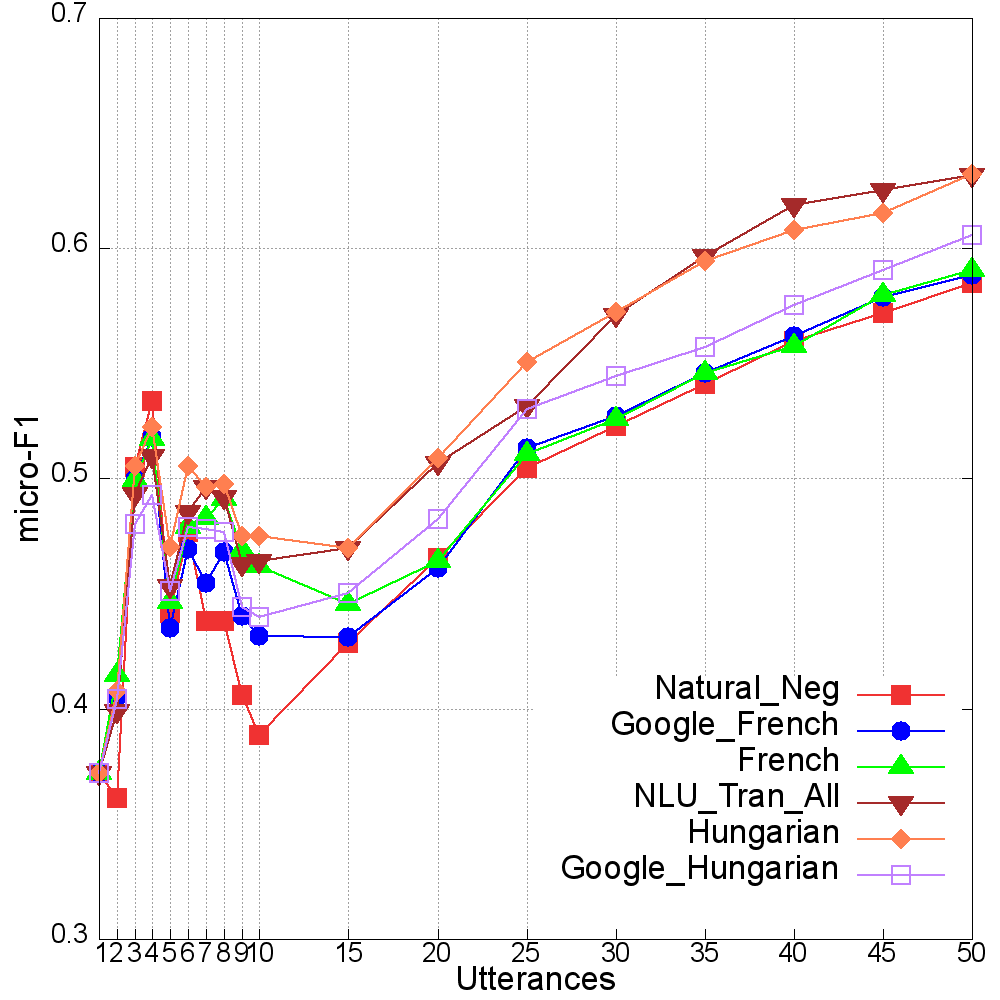 0.7
0.6
0.5
0.4
0.3
micro-F1
Natural_Neg
Google_French
French
NLU_Tran_All
Hungarian
Google_Hungarian
1 2 3 4 5 6 7 8 9 10 15 20 25 30 35 40 45 50
Utterances